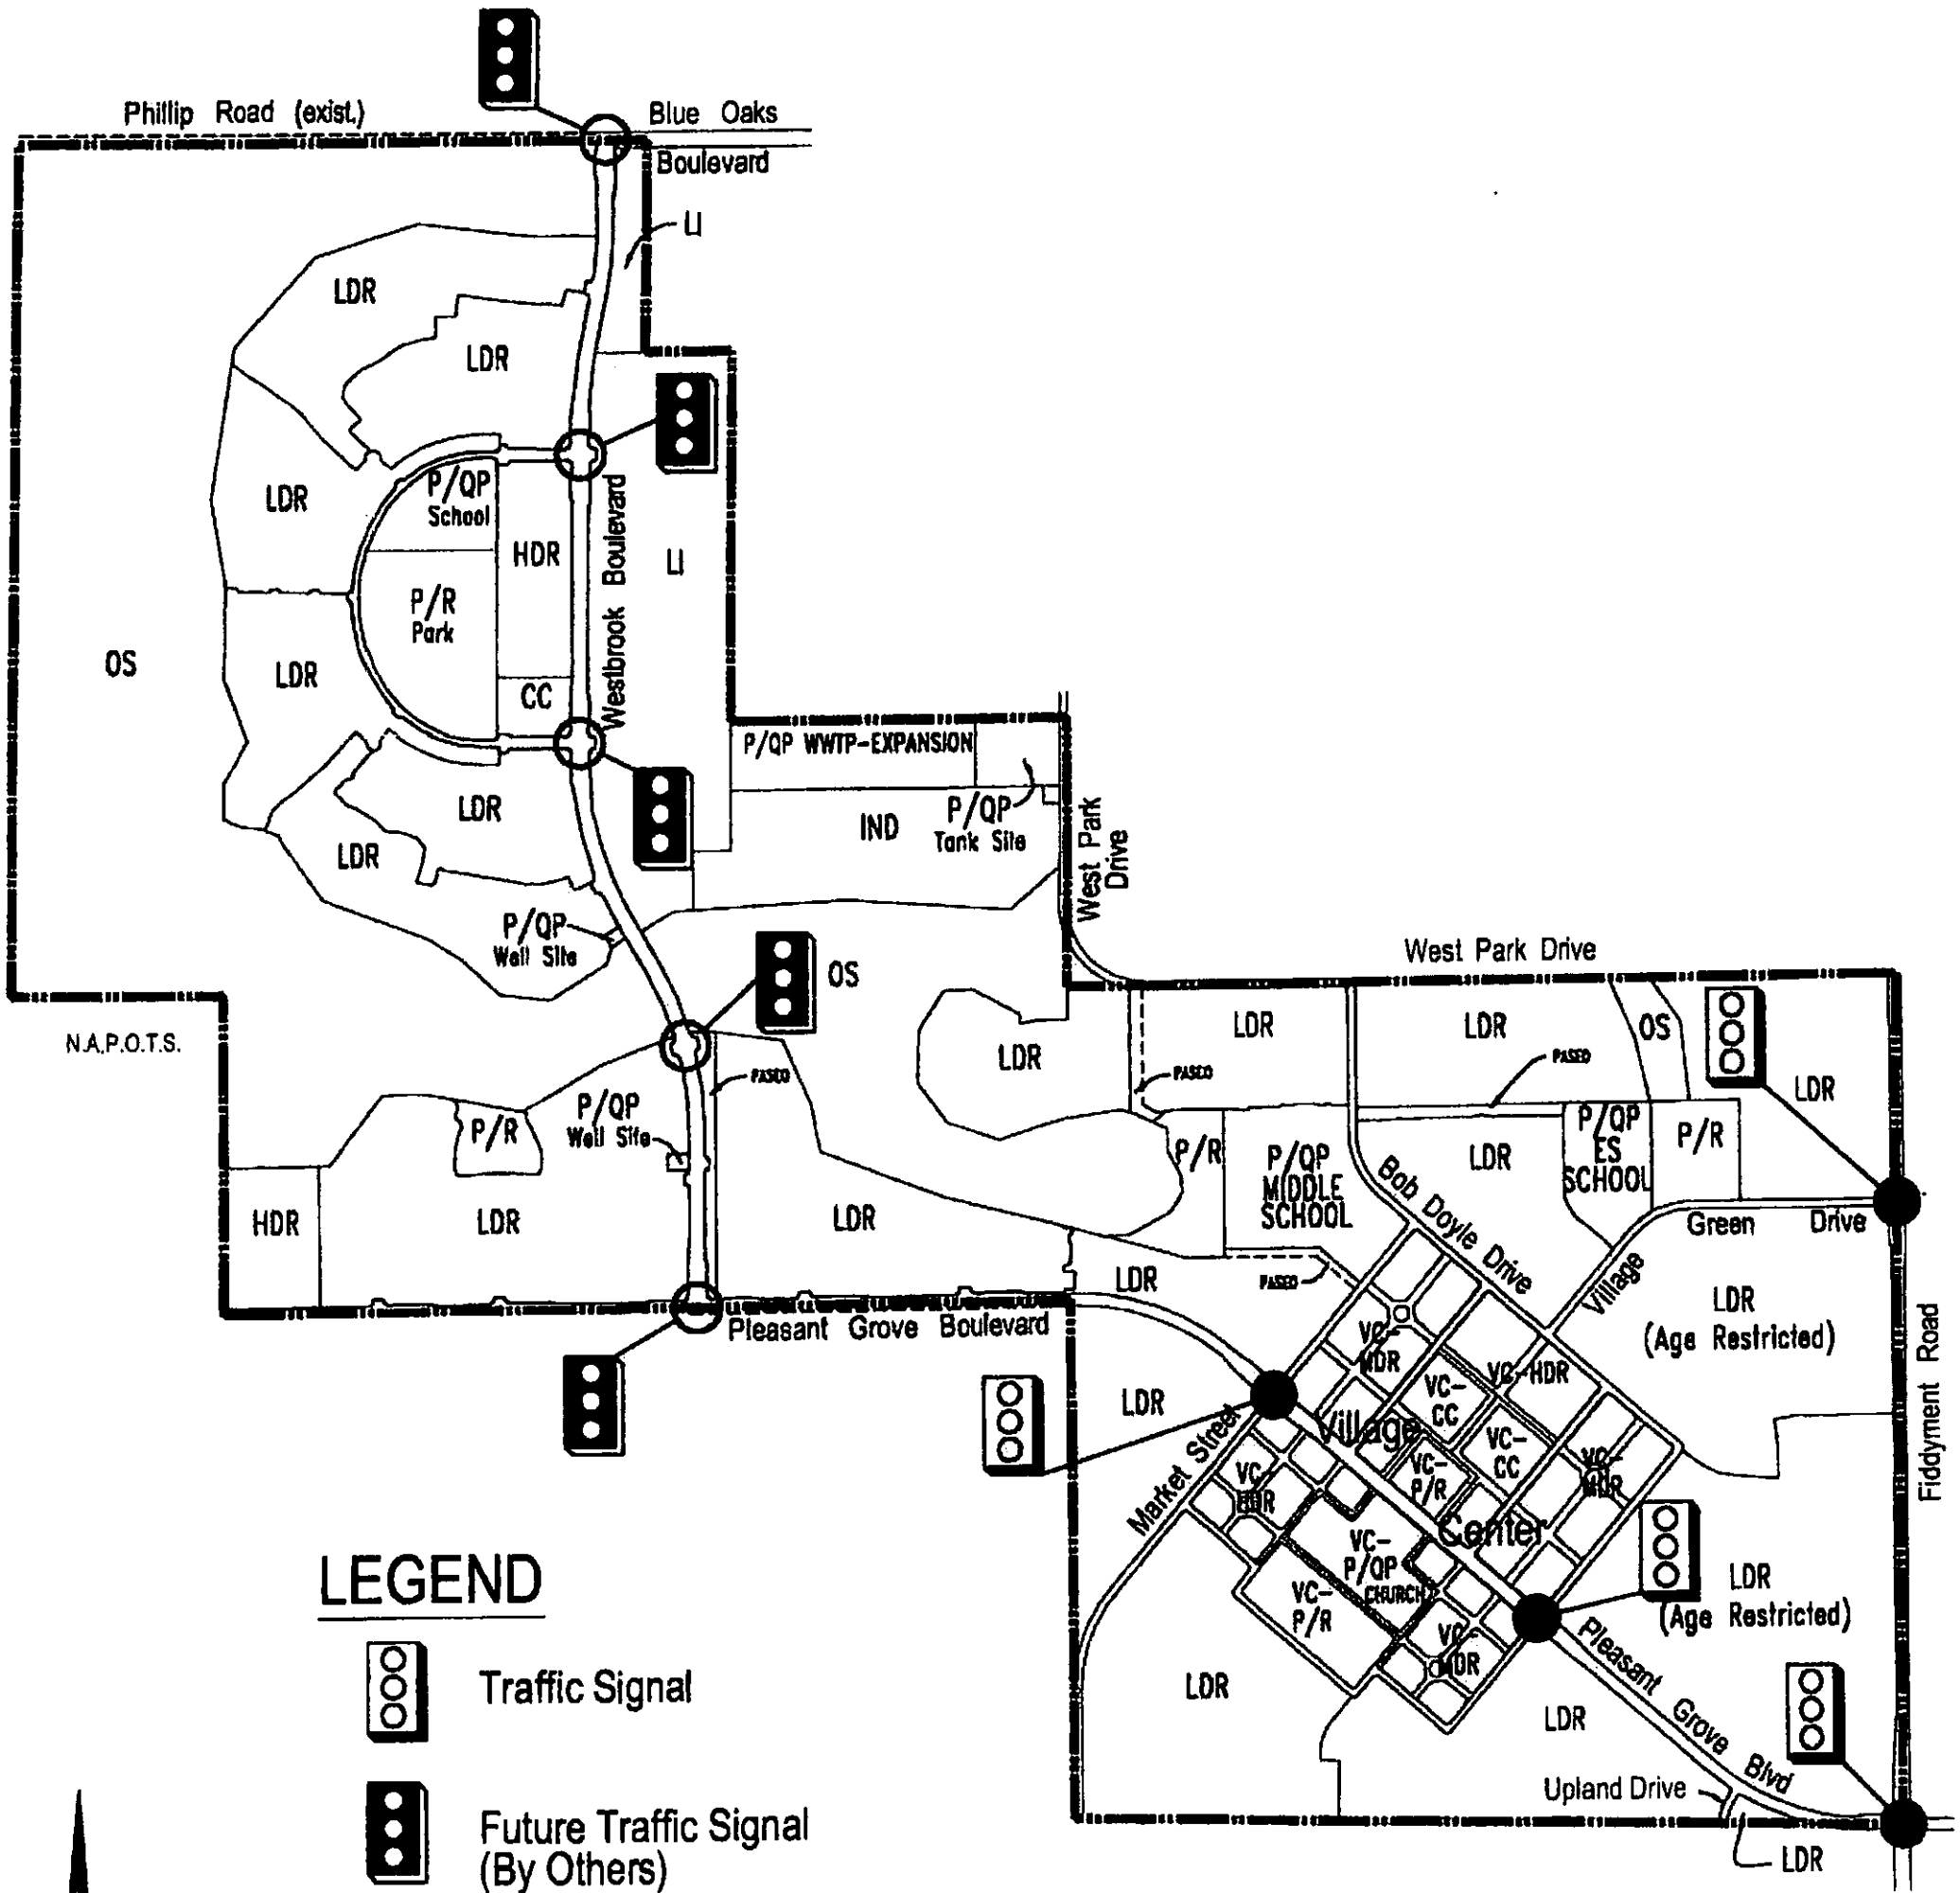 Phillip Road (exist.)
Blue Oaks
Boulevard
LI
LDR
LDR
LDR
P/QP
School
HDR
Westbrook Boulevard
LI
P/R
Park
OS
LDR
CC
P/QP WWTP-EXPANSION
LDR
IND
P/QP
Tank Site
LDR
West Park
Drive
P/QP
Well Site
OS
West Park Drive
N.A.P.O.T.S.
LDR
LDR
LDR
OS
PASEO
PASEO
PASEO
LDR
P/R
P/QP
Well Site
P/R
P/QP
MIDDLE
SCHOOL
LDR
P/QP
ES
SCHOOL
P/R
Bob Doyle Drive
HDR
LDR
LDR
Green Drive
Village
LDR
PASEO
LDR
(Age Restricted)
Pleasant Grove Boulevard
Fiddyment Road
VC-
MDR
VC-HDR
LDR
VC-
CC
Village
Market Street
VC-
CC
VC-
HDR
VC-
P/R
VC-
MDR
Center
VC-
P/QP
CHURCH
VC-
P/R
LDR
(Age Restricted)
VC-
MDR
Pleasant Grove Blvd
LDR
LDR
Upland Drive
LDR
LEGEND
Traffic Signal
Future Traffic Signal
(By Others)